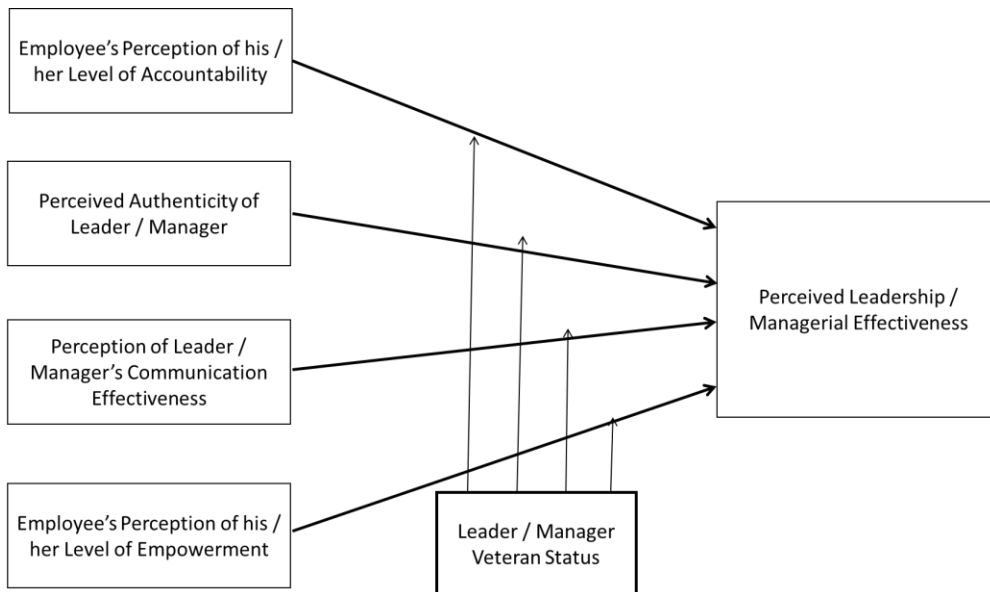 Employee’s Perception of his /
her Level of Accountability
Perceived Authenticity of
Leader / Manager
Perception of Leader /
Manager’s Communication
Effectiveness
Employee’s Perception of his /
her Level of Empowerment
Leader / Manager
Veteran Status
Perceived Leadership /
Managerial Effectiveness